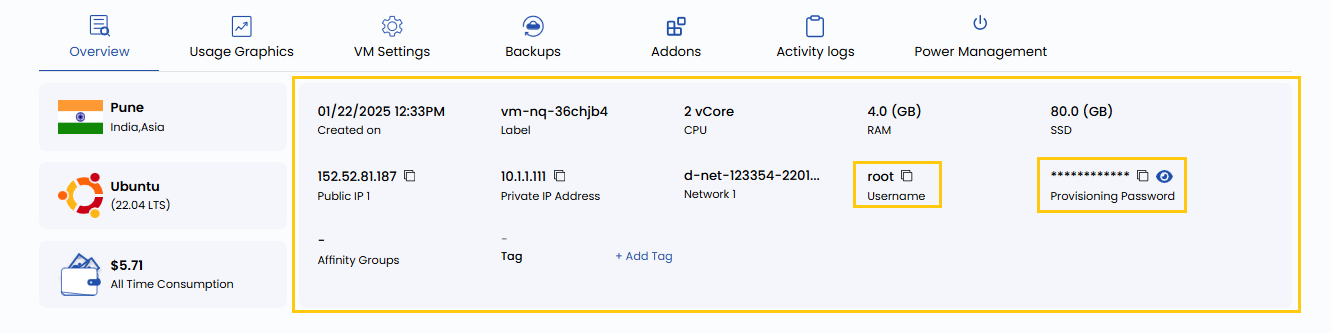 Overview
Usage Graphics
VM Settings
Backups
Addons
Activity logs
Power Management
Pune
India,Asia
Ubuntu
(22.04 LTS)
$5.71
All Time Consumption
01/22/2025 12:33PM
Created on
vm-nq-36chjb4
Label
2 vCore
CPU
4.0 (GB)
RAM
80.0 (GB)
SSD
152.52.81.187
Public IP 1
10.1.1.111
Private IP Address
d-net-123354-2201...
Network 1
root
Username
************
Provisioning Password
-
Affinity Groups
-
Tag
+ Add Tag